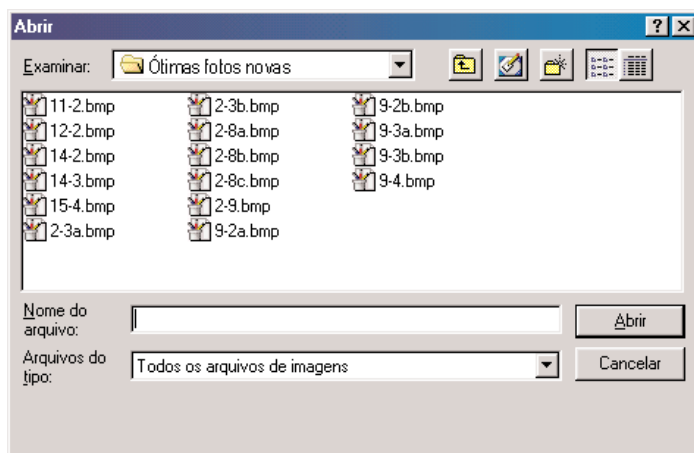 Abrir
Examinar: Ótimas fotos novas
11-2.bmp 2-3b.bmp 9-2b.bmp
12-2.bmp 2-8a.bmp 9-3a.bmp
14-2.bmp 2-8b.bmp 9-3b.bmp
14-3.bmp 2-8c.bmp 9-4.bmp
15-4.bmp 2-9.bmp
2-3a.bmp 9-2a.bmp
Nome do
arquivo:
Abrir
Arquivos do
tipo:
Todos os arquivos de imagens
Cancelar